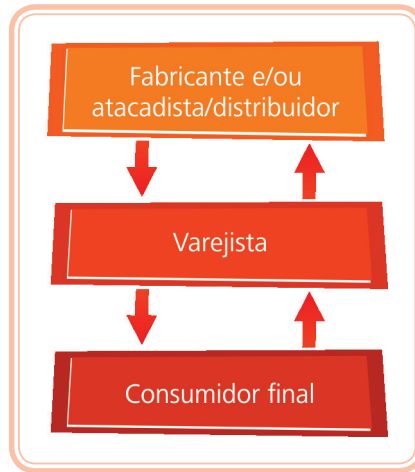 Fabricante e/ou
atacadista/distribuidor
Varejista
Consumidor final